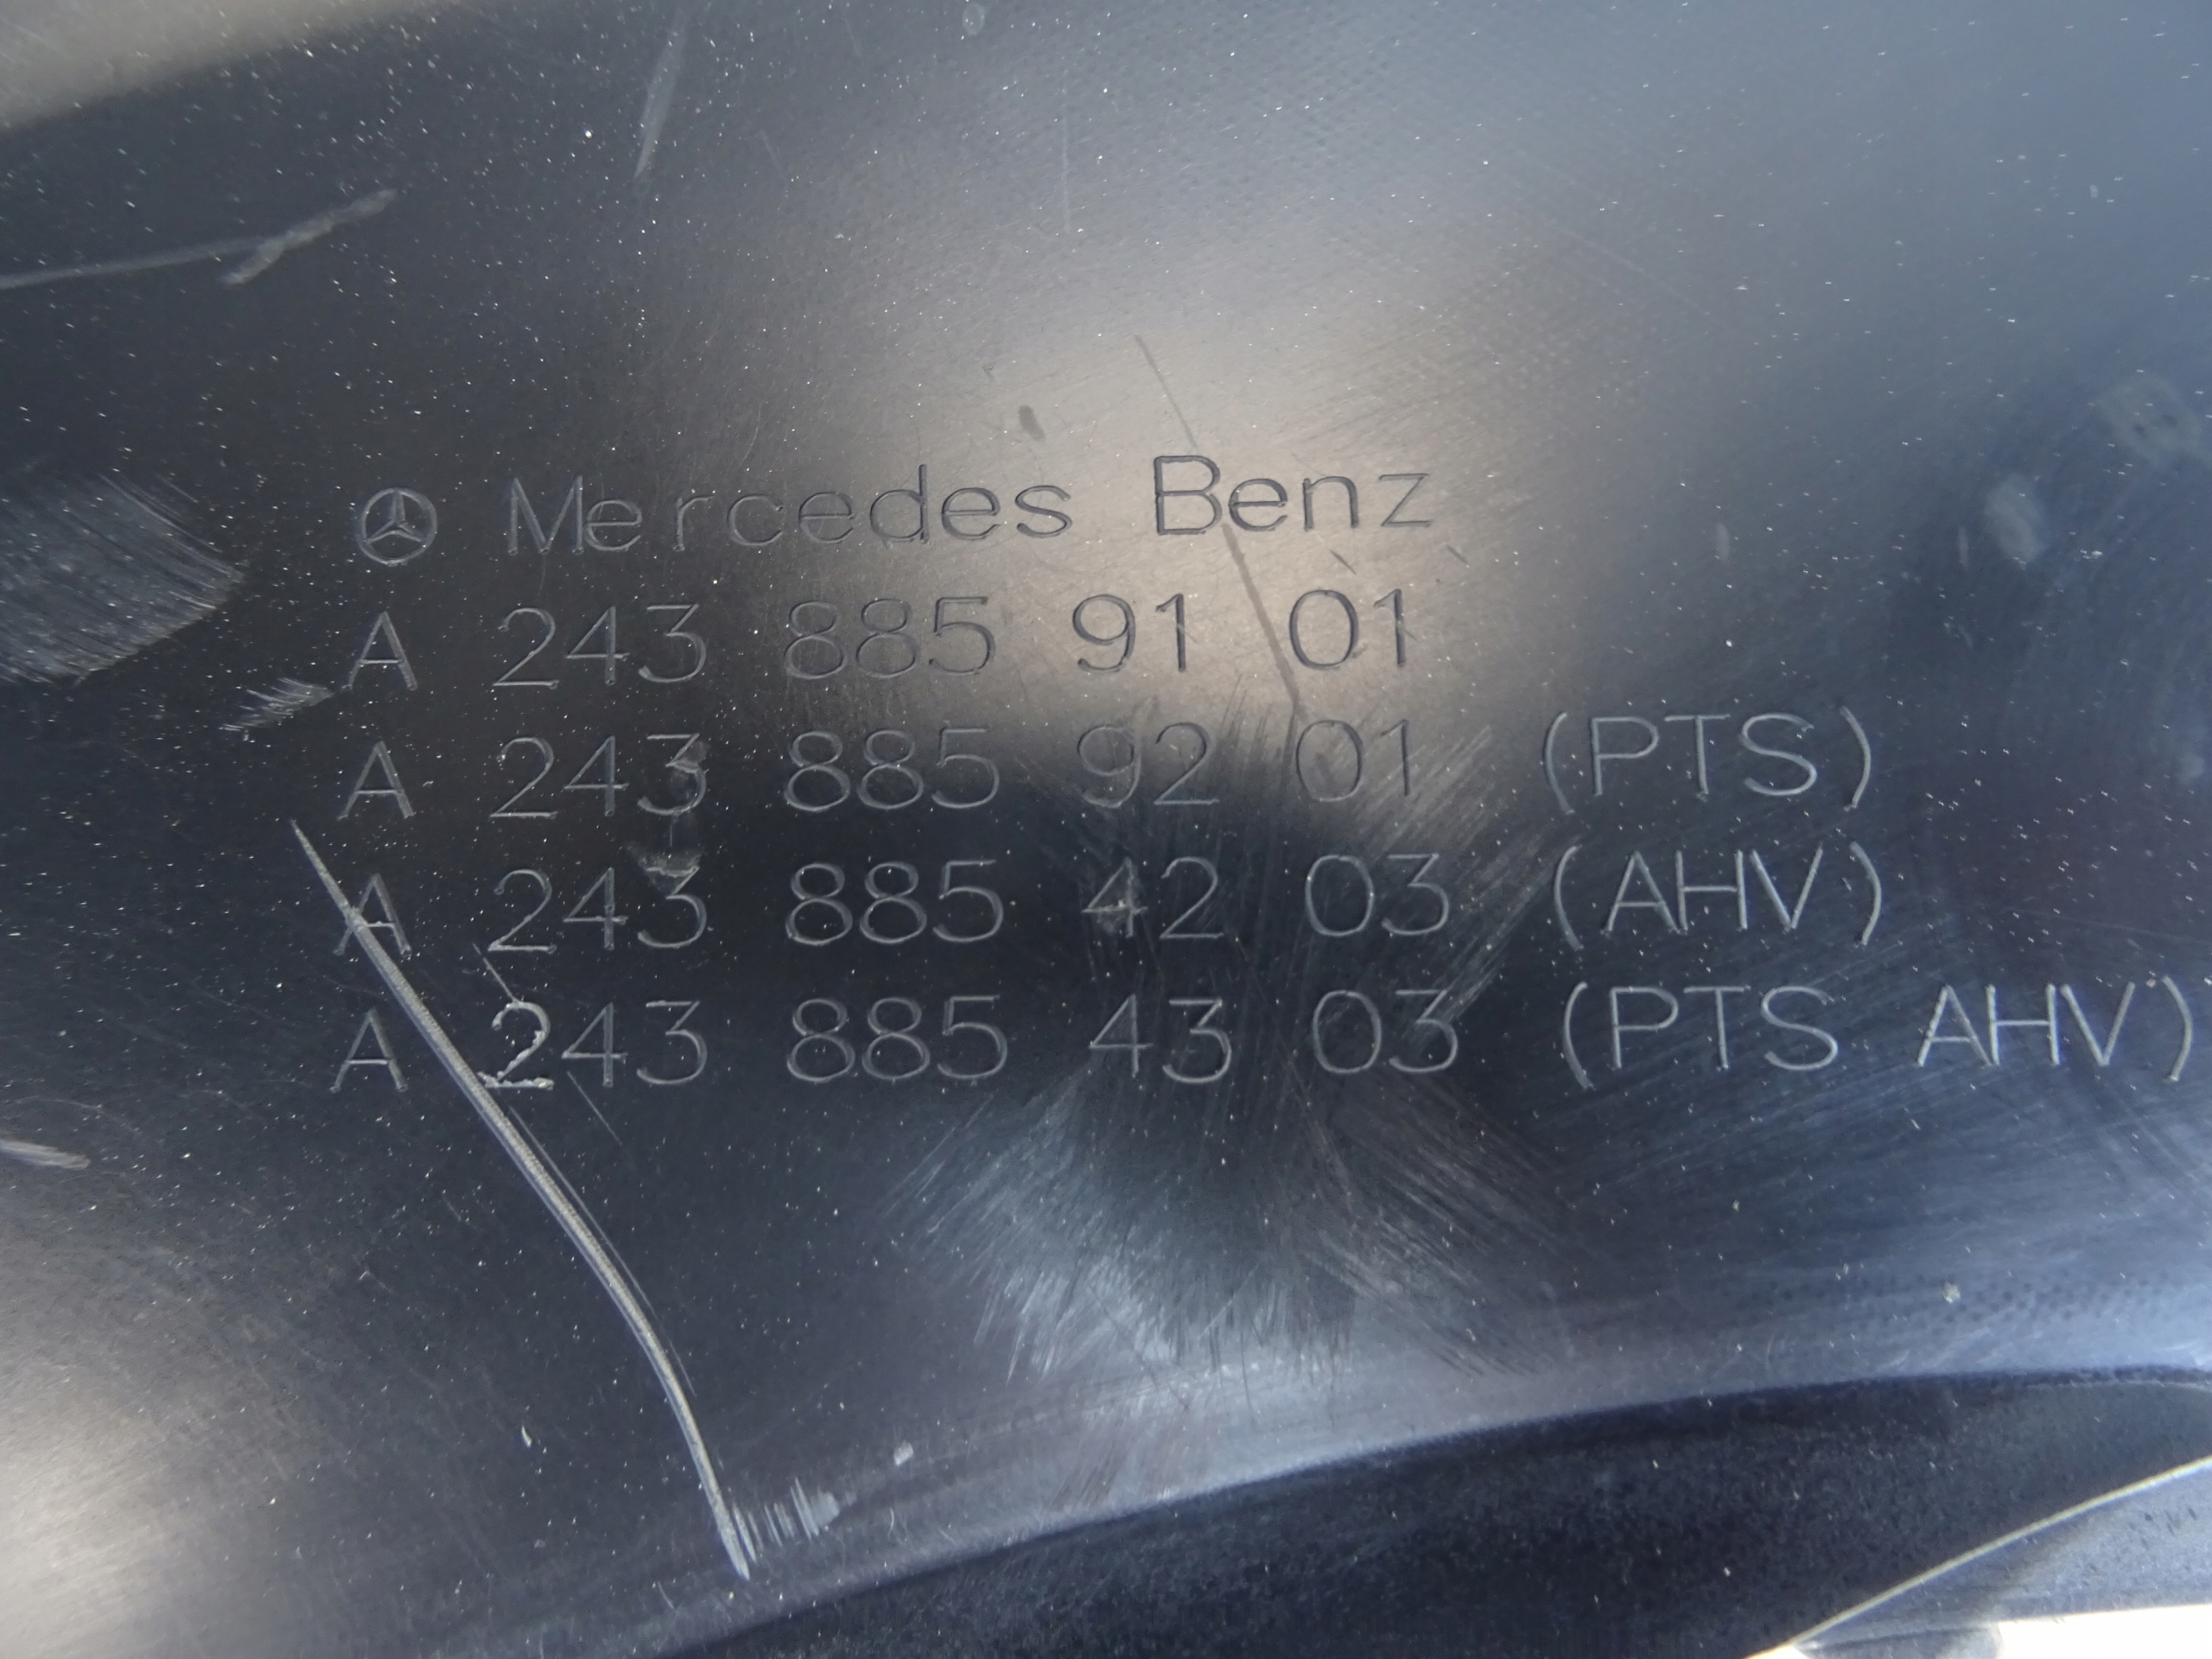 Mercedes Benz
A 243 885 91 01
A 243 885 92 01 (PTS)
A 243 885 42 03 (AHV)
A 243 885 43 03 (PTS AHV)